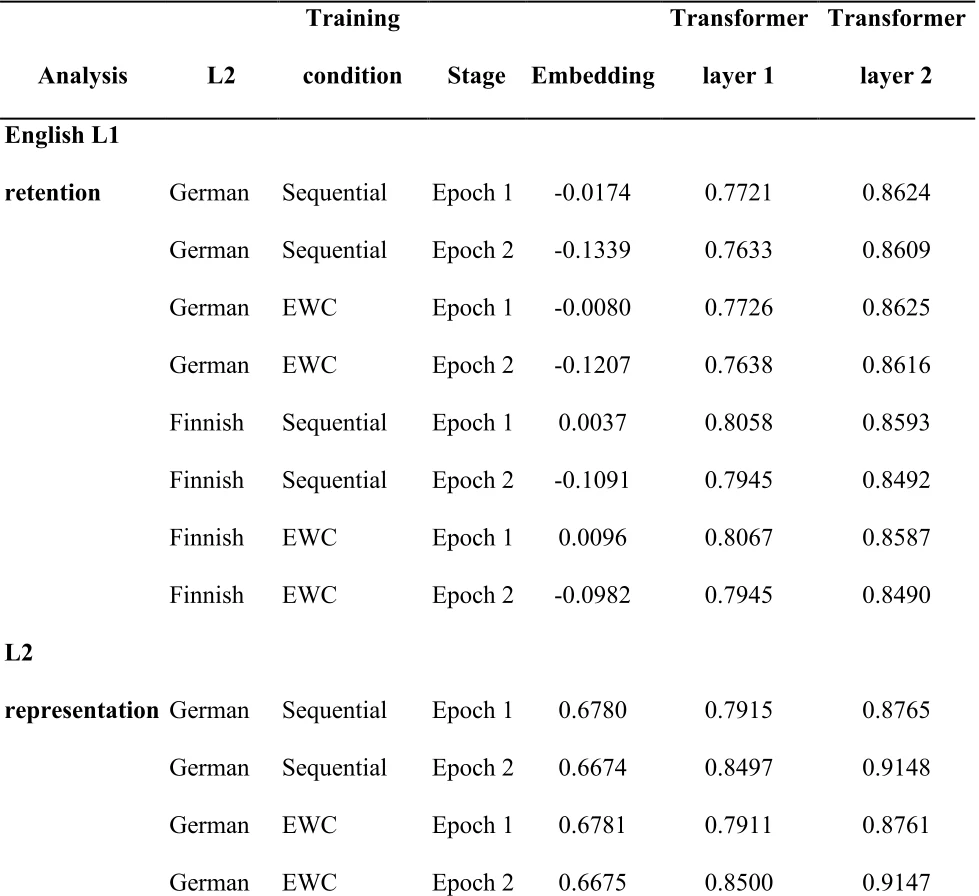 Training Transformer Transformer
Analysis L2 condition Stage Embedding layer 1 layer 2
English L1
retention German Sequential Epoch 1 -0.0174 0.7721 0.8624
German Sequential Epoch 2 -0.1339 0.7633 0.8609
German EWC Epoch 1 -0.0080 0.7726 0.8625
German EWC Epoch 2 -0.1207 0.7638 0.8616
Finnish Sequential Epoch 1 0.0037 0.8058 0.8593
Finnish Sequential Epoch 2 -0.1091 0.7945 0.8492
Finnish EWC Epoch 1 0.0096 0.8067 0.8587
Finnish EWC Epoch 2 -0.0982 0.7945 0.8490
L2
representation German Sequential Epoch 1 0.6780 0.7915 0.8765
German Sequential Epoch 2 0.6674 0.8497 0.9148
German EWC Epoch 1 0.6781 0.7911 0.8761
German EWC Epoch 2 0.6675 0.8500 0.9147